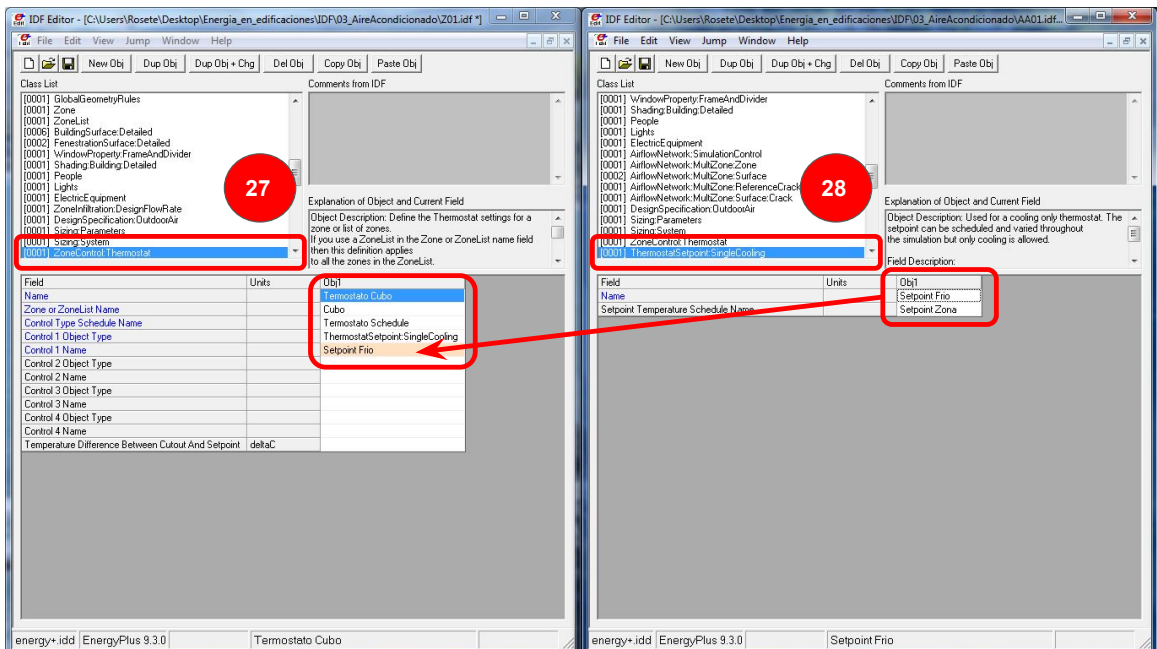 IDF Editor - [C:\Users\Rosete\Desktop\Energia_en_edificaciones\IDF\03_AireAcondicionado\Z01.idf *]
File Edit View Jump Window Help
New Obj Dup Obj Dup Obj + Chg Del Obj Copy Obj Paste Obj
Class List
Comments from IDF
[0001] GlobalGeometryRules
[0001] Zone
[0001] ZoneList
[0006] BuildingSurface:Detailed
[0002] FenestrationSurface:Detailed
[0001] WindowProperty:FrameAndDivider
[0001] Shading:Building:Detailed
[0001] People
[0001] Lights
[0001] ElectricEquipment
[0001] ZoneInfiltration:DesignFlowRate
[0001] DesignSpecification:OutdoorAir
[0001] Sizing:Parameters
[0001] Sizing:System
[0001] ZoneControl:Thermostat
27
Explanation of Object and Current Field
Object Description: Define the Thermostat settings for a
zone or list of zones.
If you use a ZoneList in the Zone or ZoneList name field
then this definition applies
to all the zones in the ZoneList.
Field Units Obj1
Name Termostato Cubo
Zone or ZoneList Name Cubo
Control Type Schedule Name Termostato Schedule
Control 1 Object Type ThermostatSetpoint:SingleCooling
Control 1 Name Setpoint Frio
Control 2 Object Type
Control 2 Name
Control 3 Object Type
Control 3 Name
Control 4 Object Type
Control 4 Name
Temperature Difference Between Cutout And Setpoint deltaC
energy+.idd EnergyPlus 9.3.0 Termostato Cubo
IDF Editor - [C:\Users\Rosete\Desktop\Energia_en_edificaciones\IDF\03_AireAcondicionado\AA01.idf...
File Edit View Jump Window Help
New Obj Dup Obj Dup Obj + Chg Del Obj Copy Obj Paste Obj
Class List
Comments from IDF
[0001] WindowProperty:FrameAndDivider
[0001] Shading:Building:Detailed
[0001] People
[0001] Lights
[0001] ElectricEquipment
[0001] AirflowNetwork:SimulationControl
[0001] AirflowNetwork:MultiZone:Zone
[0002] AirflowNetwork:MultiZone:Surface
[0001] AirflowNetwork:MultiZone:ReferenceCrack
[0001] AirflowNetwork:MultiZone:Surface:Crack
[0001] DesignSpecification:OutdoorAir
[0001] Sizing:Parameters
[0001] Sizing:System
[0001] ZoneControl:Thermostat
[0001] ThermostatSetpoint:SingleCooling
28
Explanation of Object and Current Field
Object Description: Used for a cooling only thermostat. The
setpoint can be scheduled and varied throughout
the simulation but only cooling is allowed.
Field Description:
Field Units Obj1
Name Setpoint Frio
Setpoint Temperature Schedule Name Setpoint Zona
energy+.idd EnergyPlus 9.3.0 Setpoint Frio